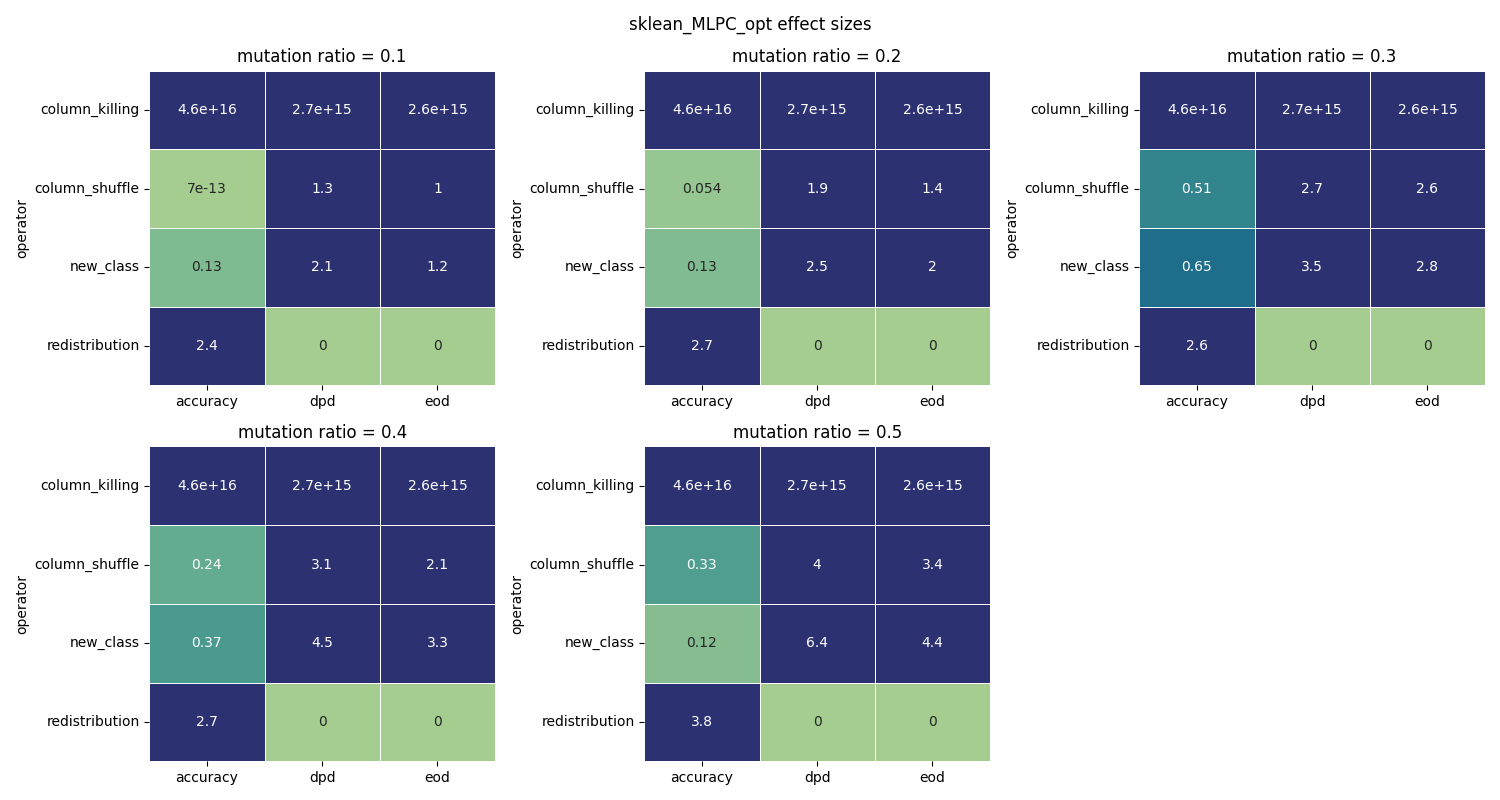 sklean_MLPC_opt effect sizes
mutation ratio = 0.1
operator
column_killing 4.6e+16 2.7e+15 2.6e+15
column_shuffle 7e-13 1.3 1
new_class 0.13 2.1 1.2
redistribution 2.4 0 0
accuracy dpd eod
mutation ratio = 0.2
operator
column_killing 4.6e+16 2.7e+15 2.6e+15
column_shuffle 0.054 1.9 1.4
new_class 0.13 2.5 2
redistribution 2.7 0 0
accuracy dpd eod
mutation ratio = 0.3
operator
column_killing 4.6e+16 2.7e+15 2.6e+15
column_shuffle 0.51 2.7 2.6
new_class 0.65 3.5 2.8
redistribution 2.6 0 0
accuracy dpd eod
mutation ratio = 0.4
operator
column_killing 4.6e+16 2.7e+15 2.6e+15
column_shuffle 0.24 3.1 2.1
new_class 0.37 4.5 3.3
redistribution 2.7 0 0
accuracy dpd eod
mutation ratio = 0.5
operator
column_killing 4.6e+16 2.7e+15 2.6e+15
column_shuffle 0.33 4 3.4
new_class 0.12 6.4 4.4
redistribution 3.8 0 0
accuracy dpd eod